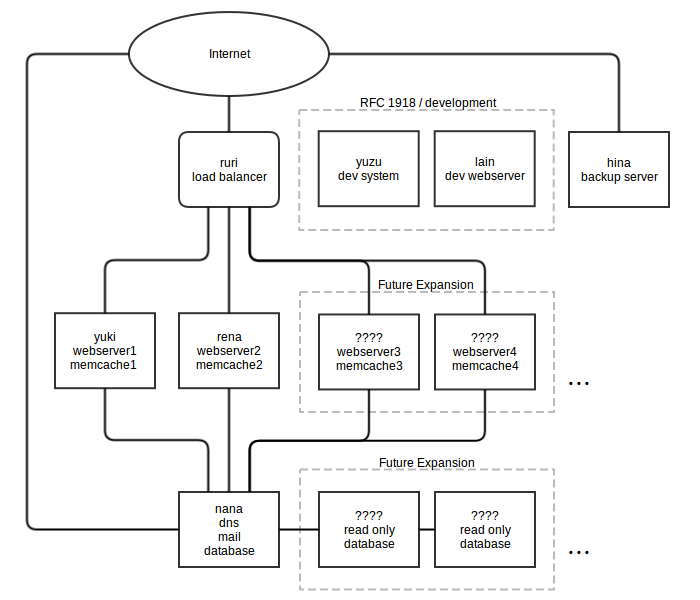 Internet
RFC 1918 / development
ruri
load balancer
yuzu
dev system
lain
dev webserver
hina
backup server
Future Expansion
yuki
webserver1
memcache1
rena
webserver2
memcache2
????
webserver3
memcache3
????
webserver4
memcache4
...
Future Expansion
nana
dns
mail
database
????
read only
database
????
read only
database
...